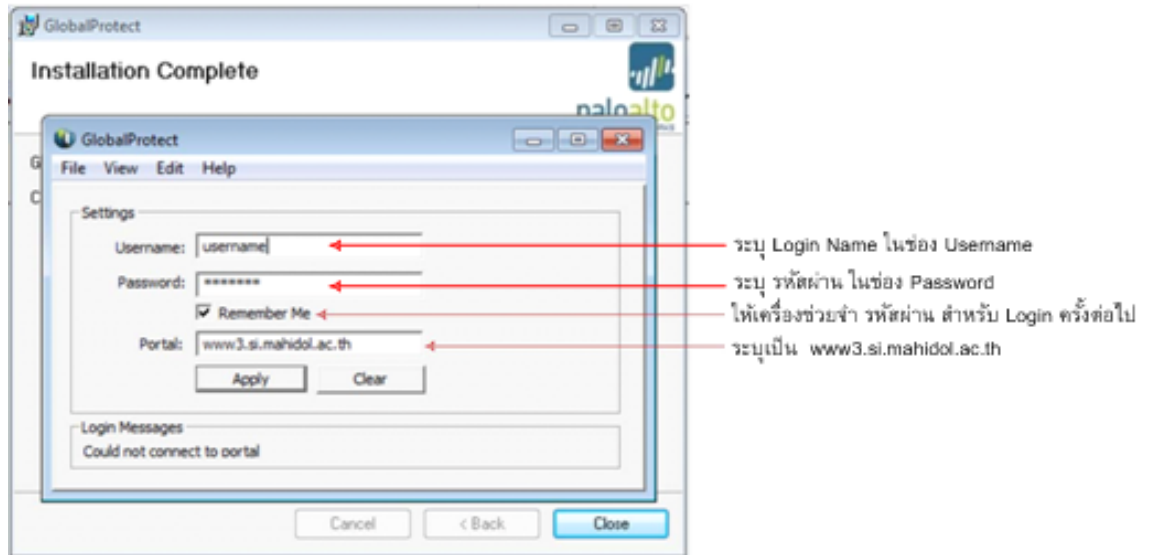 GlobalProtect
Installation Complete
paloalto
GlobalProtect
File View Edit Help
Settings
Username: username
ระบุ Login Name ในช่อง Username
Password: *******
ระบุ รหัสผ่าน ในช่อง Password
Remember Me
ให้เครื่องช่วยจำ รหัสผ่าน สำหรับ Login ครั้งต่อไป
Portal: www3.si.mahidol.ac.th
ระบุเป็น www3.si.mahidol.ac.th
Apply Clear
Login Messages
Could not connect to portal
Cancel < Back Close